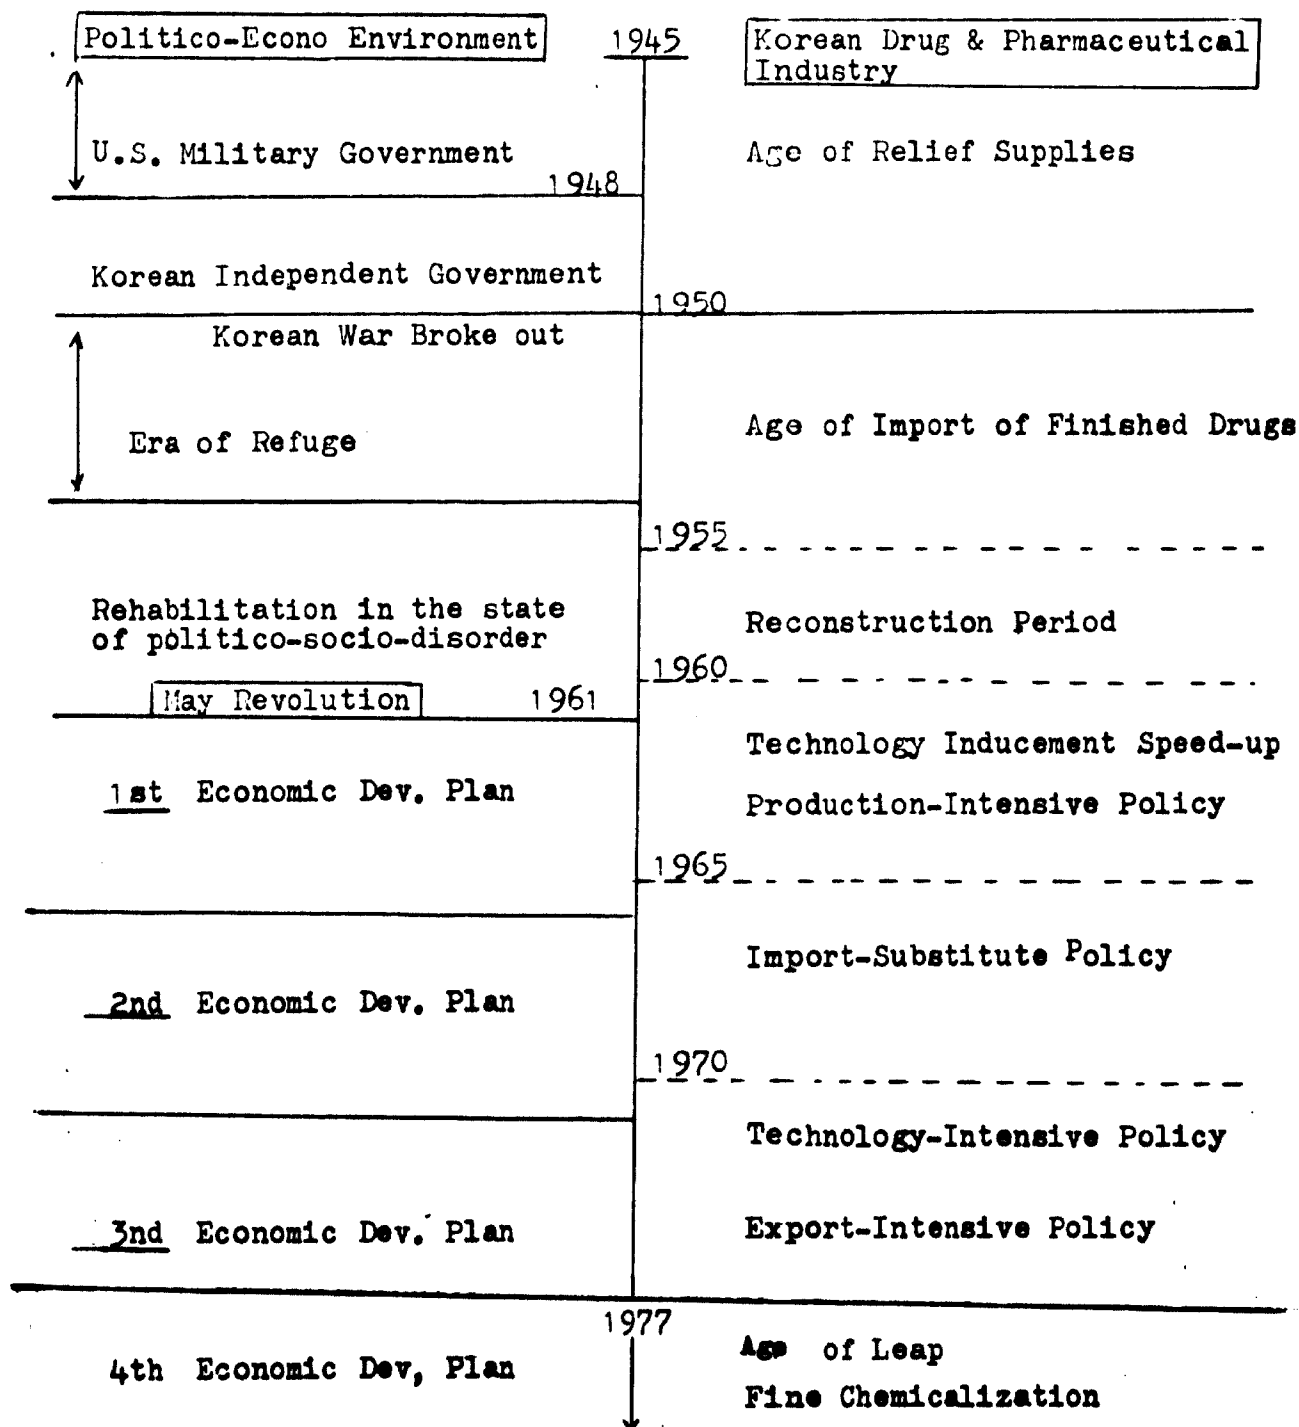 Politico-Econo Environment
1945
Korean Drug & Pharmaceutical
Industry
U.S. Military Government
Age of Relief Supplies
1948
Korean Independent Government
1950
Korean War Broke out
Age of Import of Finished Drugs
Era of Refuge
1955
Rehabilitation in the state
of politico-socio-disorder
Reconstruction Period
1960
May Revolution
1961
Technology Inducement Speed-up
1st Economic Dev. Plan
Production-Intensive Policy
1965
Import-Substitute Policy
2nd Economic Dev. Plan
1970
Technology-Intensive Policy
3nd Economic Dev. Plan
Export-Intensive Policy
1977
Age of Leap
4th Economic Dev, Plan
Fine Chemicalization